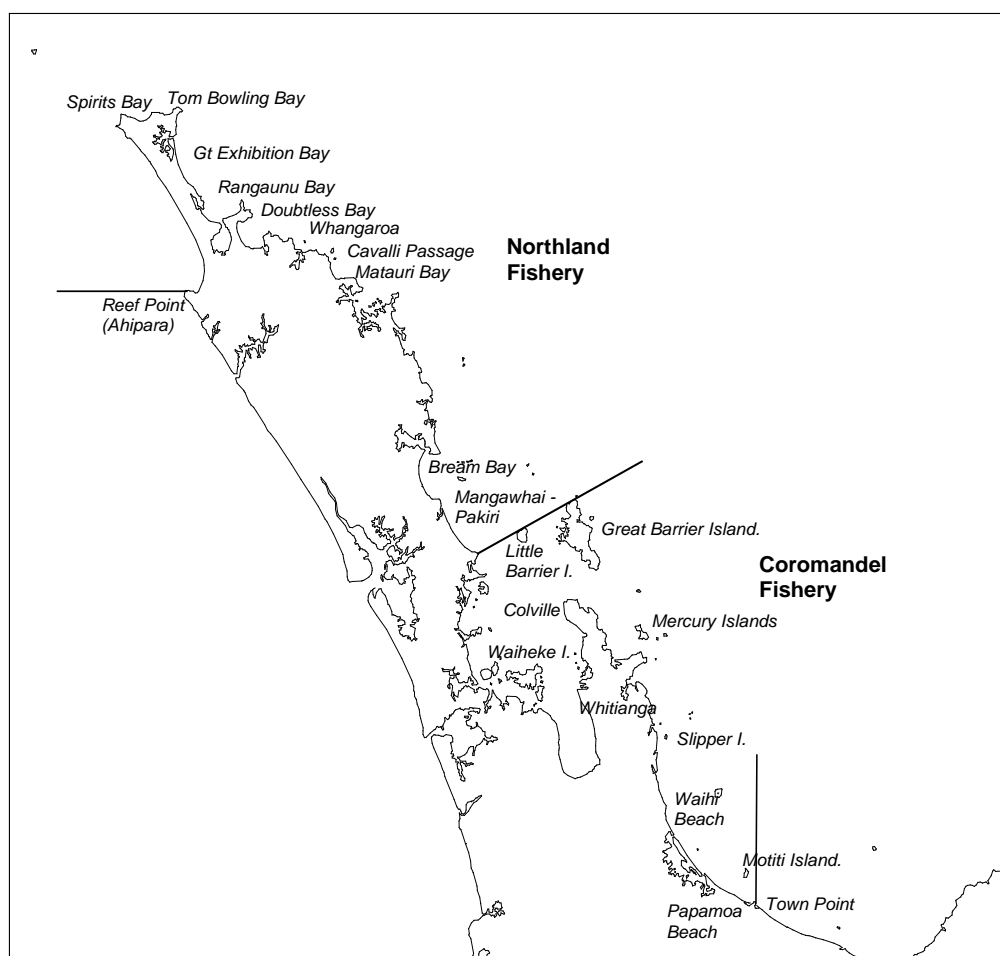 Spirits Bay
Tom Bowling Bay
Gt Exhibition Bay
Rangaunu Bay
Doubtless Bay
Whangaroa
Cavalli Passage
Matauri Bay
Northland
Fishery
Reef Point
(Ahipara)
Bream Bay
Mangawhai -
Pakiri
Great Barrier Island.
Little
Barrier I.
Coromandel
Fishery
Colville
Mercury Islands
Waiheke I.
Whitianga
Slipper I.
Waihi
Beach
Motiti Island.
Papamoa
Beach
Town Point